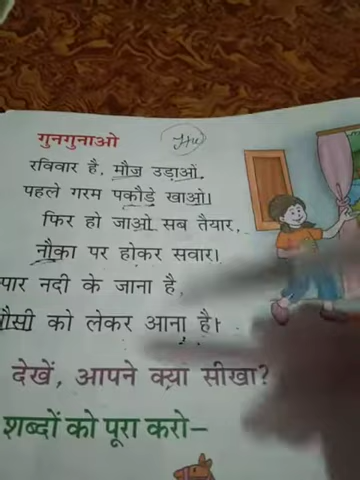 गुनगुनाओ
रविवार है, मौज उड़ाओ,
पहले गरम पकौड़े खाओ।
फिर हो जाओ सब तैयार,
नौका पर होकर सवार।
पार नदी के जाना है,
मौसी को लेकर आना है।
देखें, आपने क्या सीखा?
शब्दों को पूरा करो–